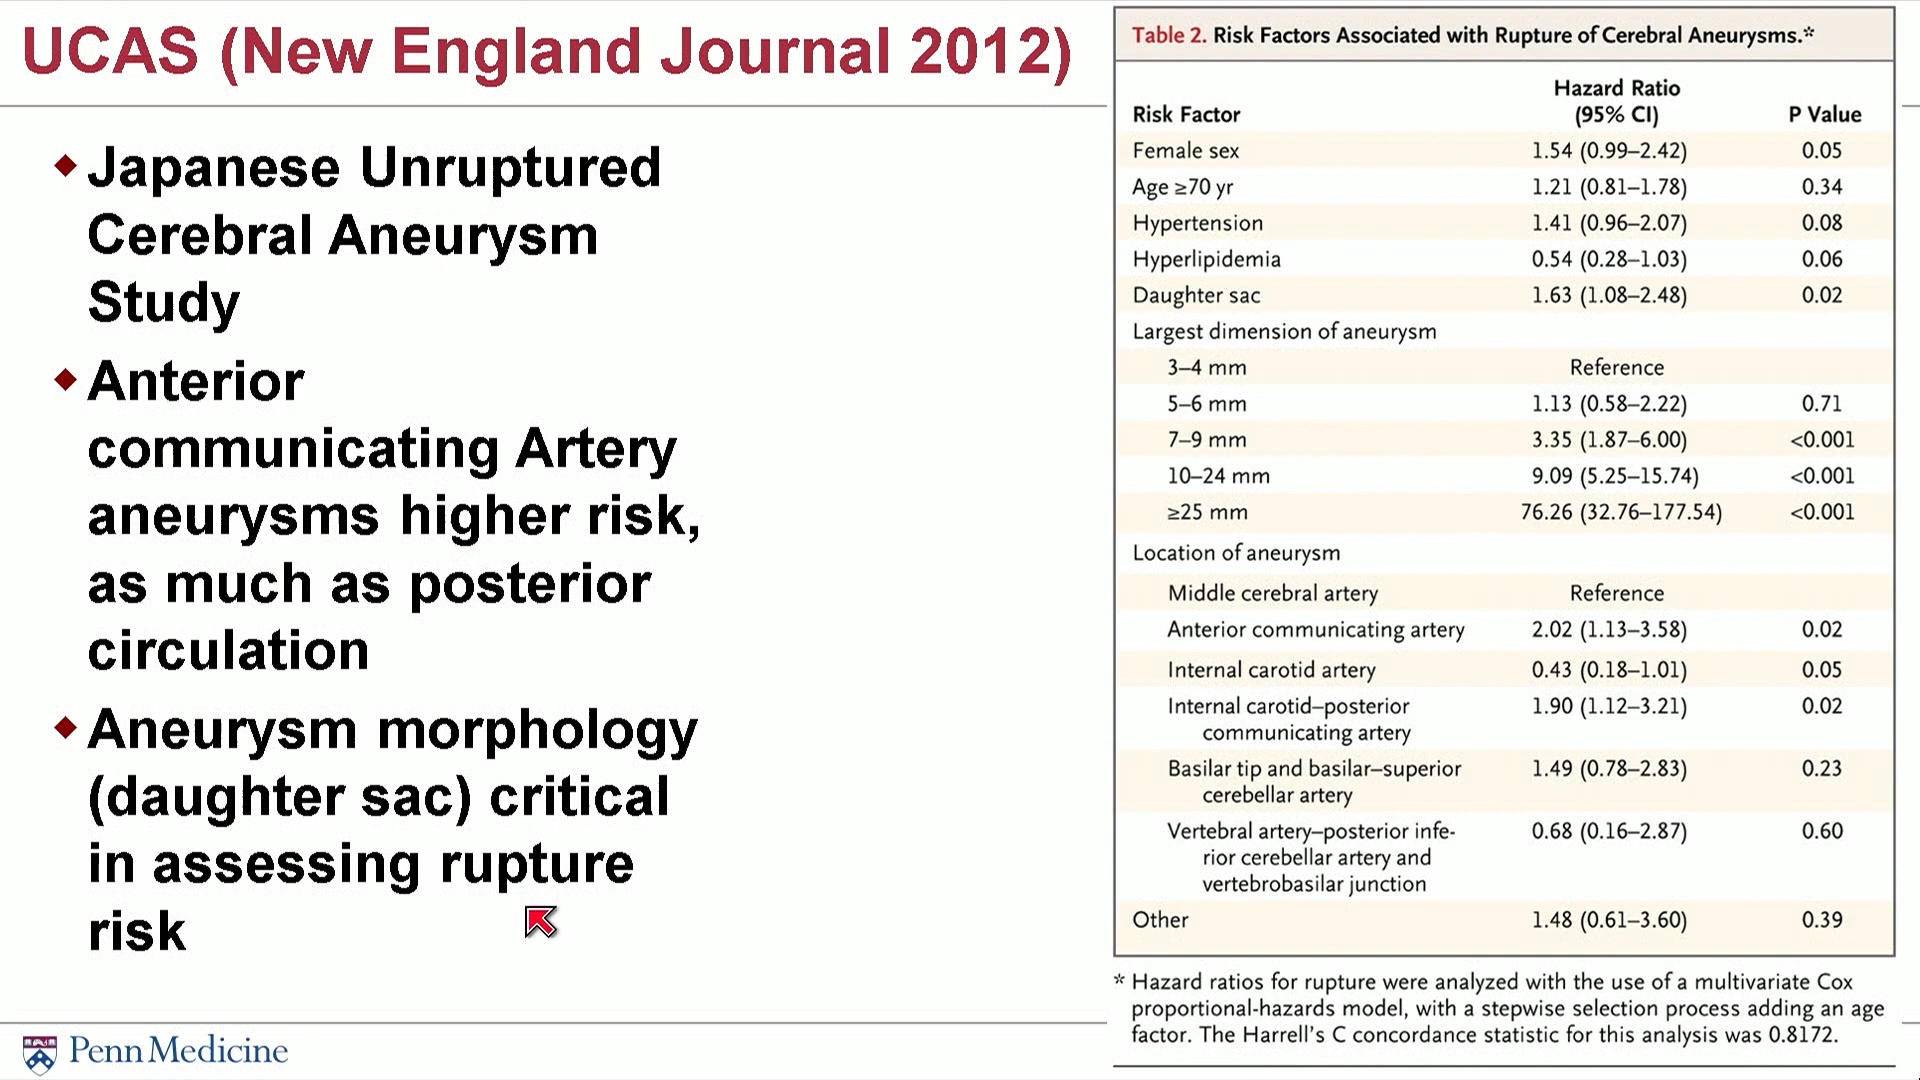 UCAS (New England Journal 2012)
Japanese Unruptured
Cerebral Aneurysm
Study
Anterior
communicating Artery
aneurysms higher risk,
as much as posterior
circulation
Aneurysm morphology
(daughter sac) critical
in assessing rupture
risk
Penn Medicine
Table 2. Risk Factors Associated with Rupture of Cerebral Aneurysms.*
Risk Factor Hazard Ratio (95% CI) P Value
Female sex 1.54 (0.99–2.42) 0.05
Age ≥70 yr 1.21 (0.81–1.78) 0.34
Hypertension 1.41 (0.96–2.07) 0.08
Hyperlipidemia 0.54 (0.28–1.03) 0.06
Daughter sac 1.63 (1.08–2.48) 0.02
Largest dimension of aneurysm
3–4 mm Reference
5–6 mm 1.13 (0.58–2.22) 0.71
7–9 mm 3.35 (1.87–6.00) <0.001
10–24 mm 9.09 (5.25–15.74) <0.001
≥25 mm 76.26 (32.76–177.54) <0.001
Location of aneurysm
Middle cerebral artery Reference
Anterior communicating artery 2.02 (1.13–3.58) 0.02
Internal carotid artery 0.43 (0.18–1.01) 0.05
Internal carotid–posterior 1.90 (1.12–3.21) 0.02
communicating artery
Basilar tip and basilar–superior 1.49 (0.78–2.83) 0.23
cerebellar artery
Vertebral artery–posterior infe- 0.68 (0.16–2.87) 0.60
rior cerebellar artery and
vertebrobasilar junction
Other 1.48 (0.61–3.60) 0.39
* Hazard ratios for rupture were analyzed with the use of a multivariate Cox
proportional-hazards model, with a stepwise selection process adding an age
factor. The Harrell's C concordance statistic for this analysis was 0.8172.